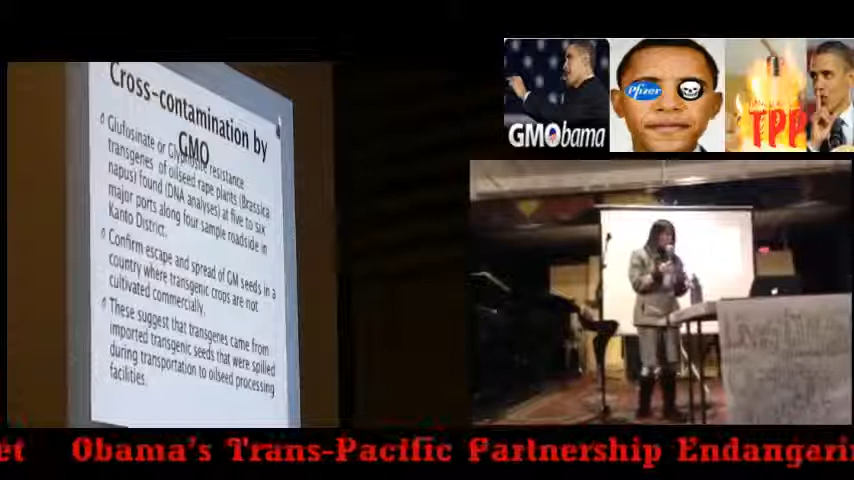 Cross-contamination by
GMO
Glufosinate or Glyphosite resistance
transgenes of oilseed rape plants (Brassica
napus) found (DNA analyses) at five to six
major ports along four sample roadside in
Kanto District.
Confirm escape and spread of GM seeds in a
country where transgenic crops are not
cultivated commercially.
These suggest that transgenes came from
imported transgenic seeds that were spilled
during transportation to oilseed processing
facilities.
GMObama
Pfizer
TPP
et Obama's Trans-Pacific Partnership Endangerin